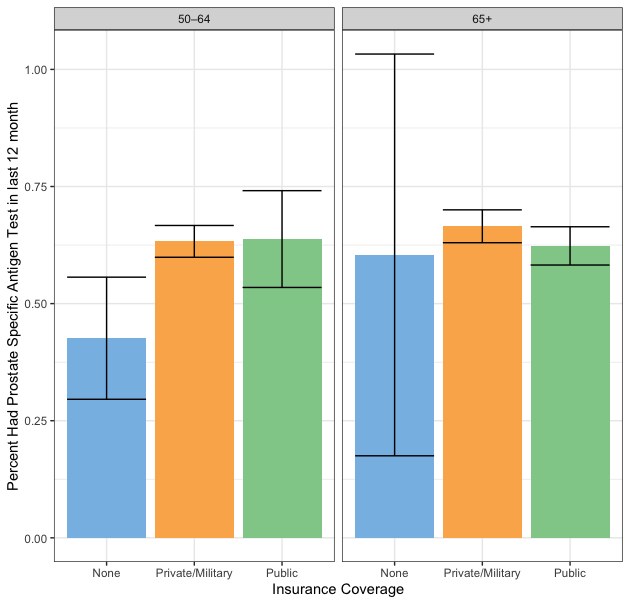 50–64
65+
Percent Had Prostate Specific Antigen Test in last 12 month
1.00
0.75
0.50
0.25
0.00
None
Private/Military
Public
None
Private/Military
Public
Insurance Coverage